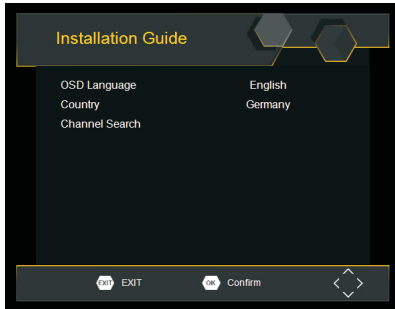 Installation Guide
OSD Language English
Country Germany
Channel Search
EXIT EXIT OK Confirm